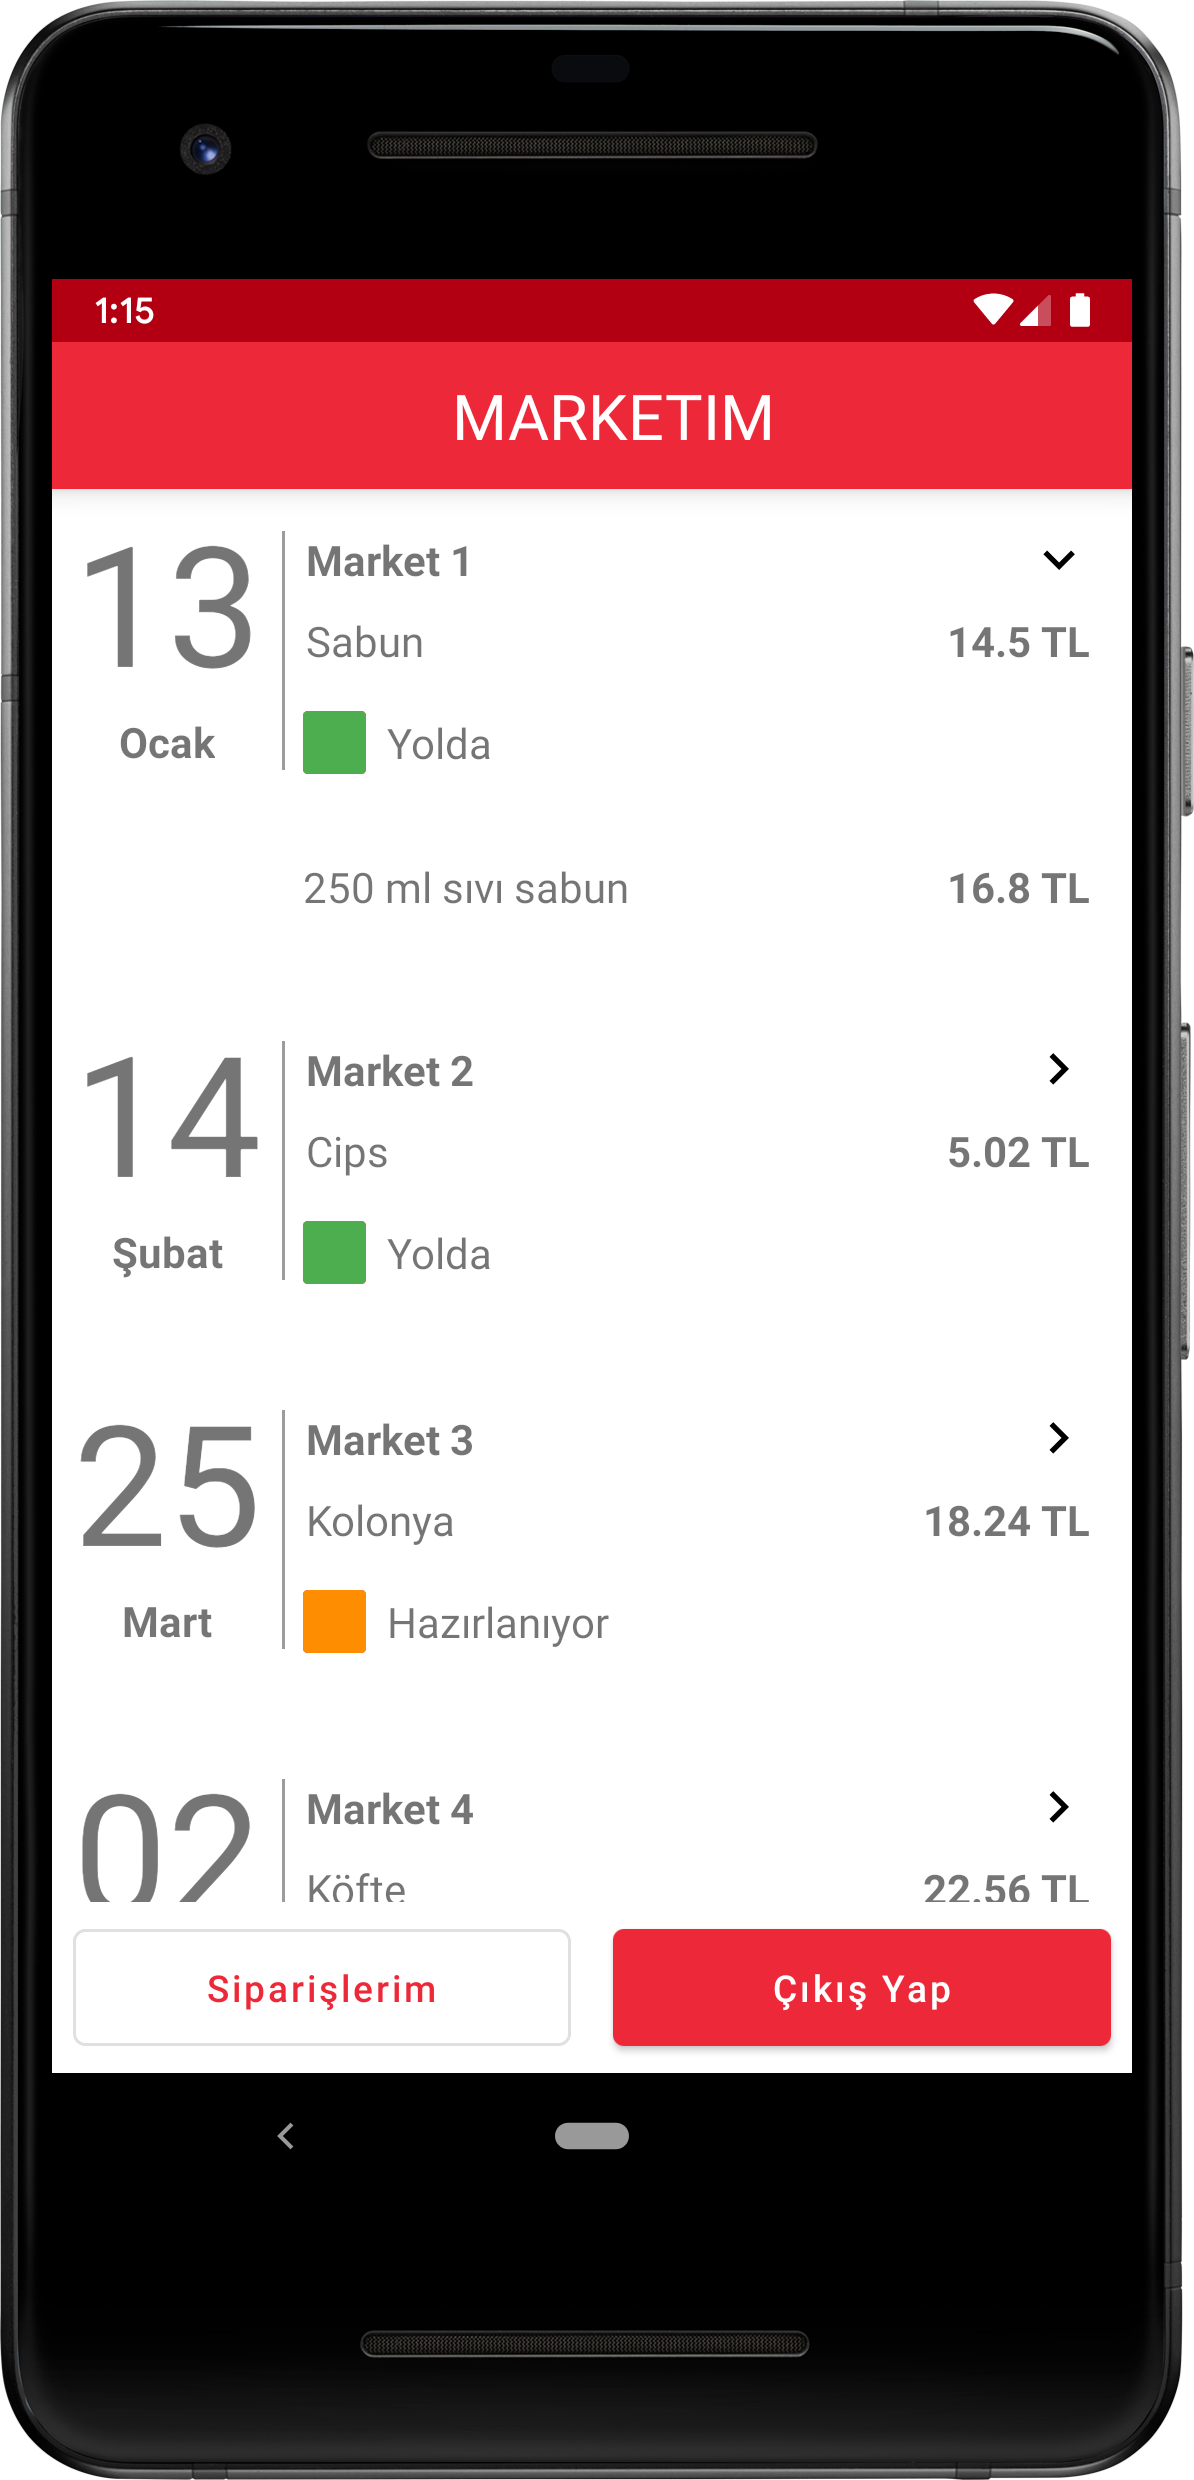 1:15
MARKETIM
13
Ocak
Market 1
Sabun 14.5 TL
Yolda
250 ml sıvı sabun 16.8 TL
14
Şubat
Market 2
Cips 5.02 TL
Yolda
25
Mart
Market 3
Kolonya 18.24 TL
Hazırlanıyor
02
Market 4
Köfte 22.56 TL
Siparişlerim
Çıkış Yap